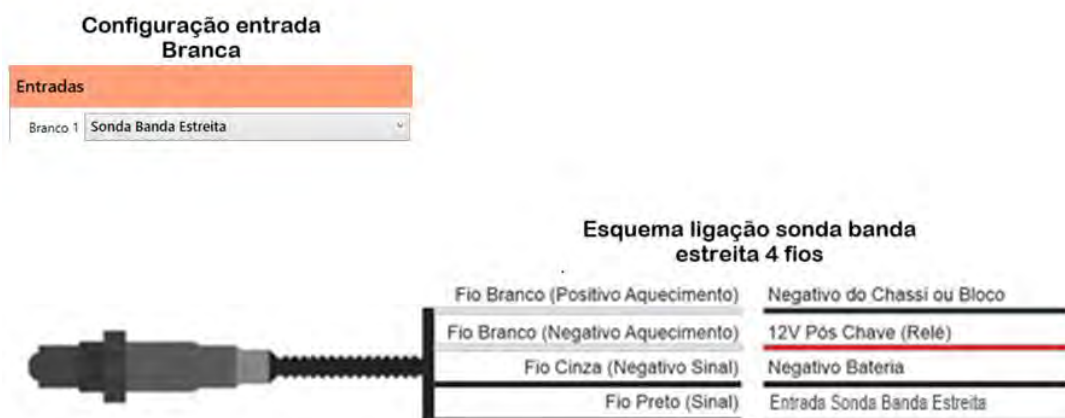 Configuração entrada
Branca
Entradas
Branco 1 Sonda Banda Estreita
Esquema ligação sonda banda
estreita 4 fios
Fio Branco (Positivo Aquecimento) Negativo do Chassi ou Bloco
Fio Branco (Negativo Aquecimento) 12V Pós Chave (Relé)
Fio Cinza (Negativo Sinal) Negativo Bateria
Fio Preto (Sinal) Entrada Sonda Banda Estreita